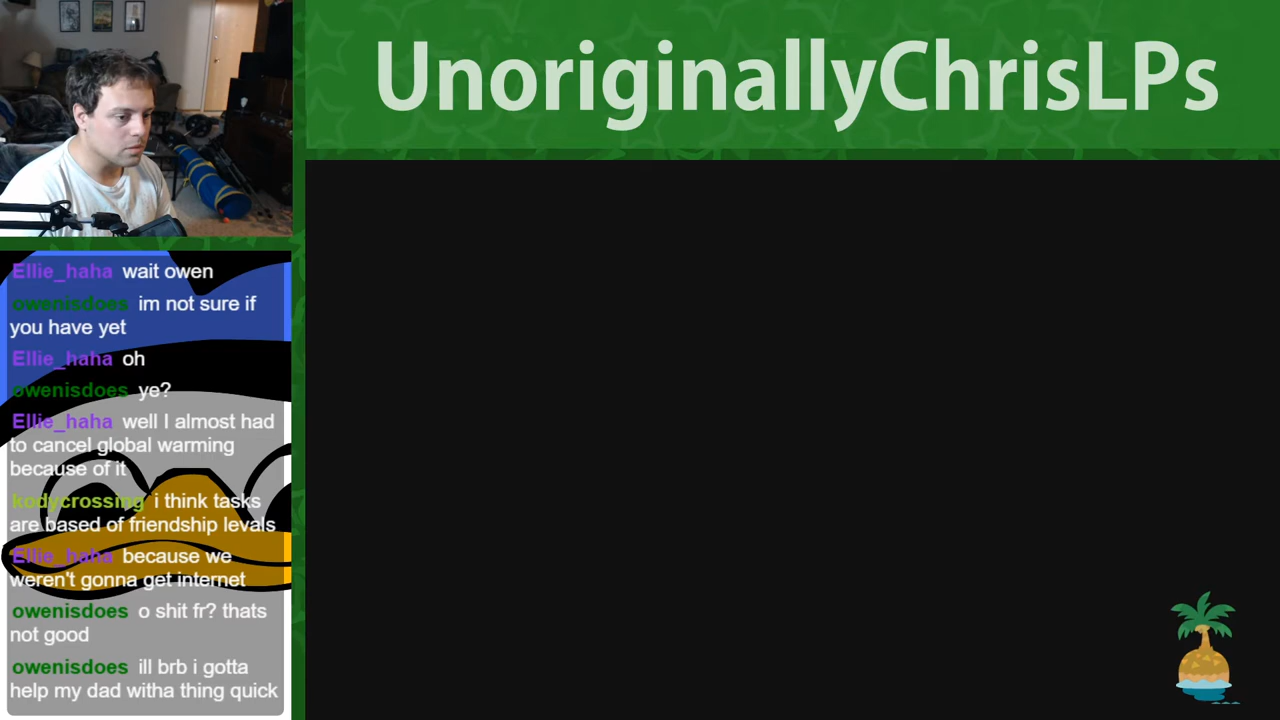 UnoriginallyChrisLPs
Ellie_haha wait owen
owenisdoes im not sure if
you have yet
Ellie_haha oh
owenisdoes ye?
Ellie_haha well I almost had
to cancel global warming
because of it
kodycrossing i think tasks
are based of friendship levals
Ellie_haha because we
weren't gonna get internet
owenisdoes o shit fr? thats
not good
owenisdoes ill brb i gotta
help my dad witha thing quick